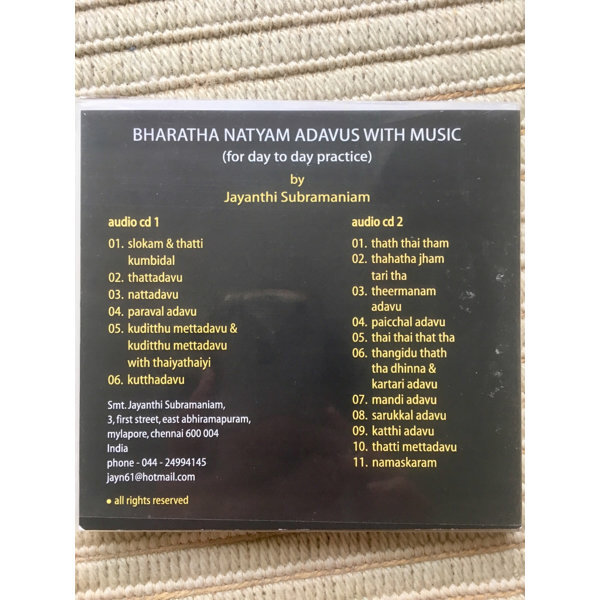 BHARATHA NATYAM ADAVUS WITH MUSIC
(for day to day practice)
by
Jayanthi Subramaniam
audio cd 1
01. slokam & thatti
kumbidal
02. thattadavu
03. nattadavu
04. paraval adavu
05. kuditthu mettadavu &
kuditthu mettadavu
with thaiyathaiyi
06. kutthadavu
Smt. Jayanthi Subramaniam,
3, first street, east abhiramapuram,
mylapore, chennai 600 004
India
phone - 044 - 24994145
jayn61@hotmail.com
• all rights reserved
audio cd 2
01. thath thai tham
02. thahatha jham
tari tha
03. theermanam
adavu
04. paicchal adavu
05. thai thai that tha
06. thangidu thath
tha dhinna &
kartari adavu
07. mandi adavu
08. sarukkal adavu
09. katthi adavu
10. thatti mettadavu
11. namaskaram